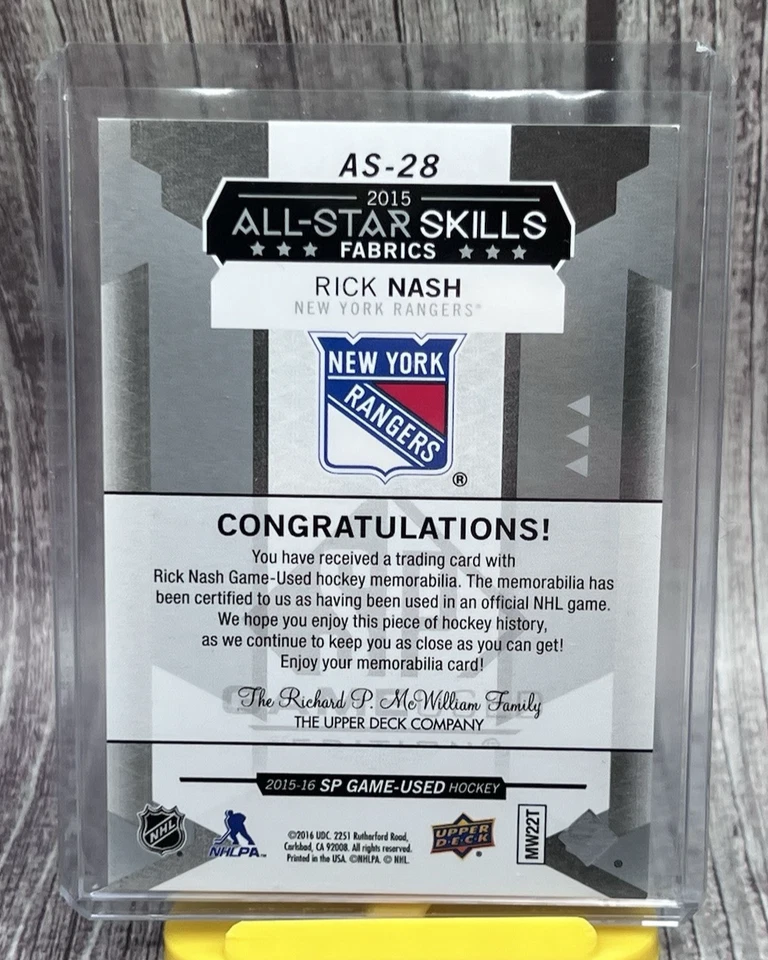 AS-28
2015
ALL-STAR SKILLS
FABRICS
RICK NASH
NEW YORK RANGERS®
NEW YORK
RANGERS
®
CONGRATULATIONS!
You have received a trading card with
Rick Nash Game-Used hockey memorabilia. The memorabilia has
been certified to us as having been used in an official NHL game.
We hope you enjoy this piece of hockey history,
as we continue to keep you as close as you can get!
Enjoy your memorabilia card!
The Richard P. McWilliam Family
THE UPPER DECK COMPANY
GAME USED
EDITION®
2015-16 SP GAME-USED HOCKEY
NHL
NHLPA™
©2016 UDC. 2251 Rutherford Road,
Carlsbad, CA 92008. All rights reserved.
Printed in the USA. ©NHLPA. © NHL.
UPPER
DECK
MW22T